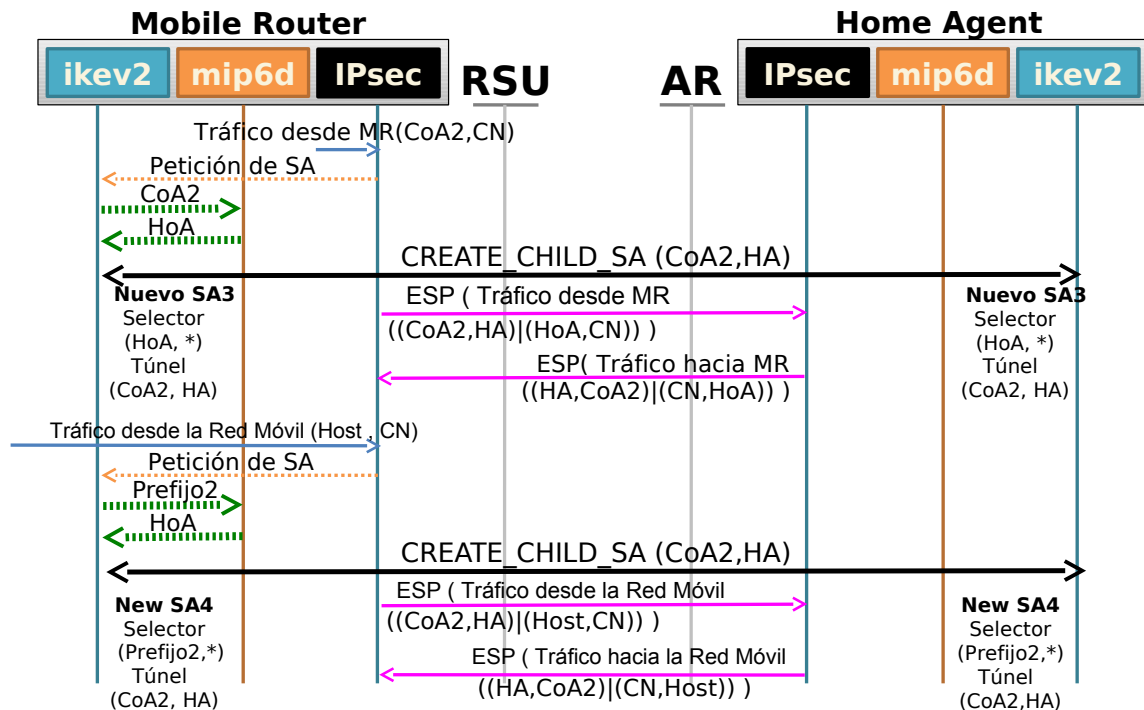 Mobile Router
Home Agent
ikev2
mip6d
IPsec
RSU
AR
IPsec
mip6d
ikev2
Tráfico desde MR(CoA2,CN)
Petición de SA
CoA2
HoA
CREATE_CHILD_SA (CoA2,HA)
Nuevo SA3
Selector
(HoA, *)
Túnel
(CoA2, HA)
ESP ( Tráfico desde MR
((CoA2,HA)|(HoA,CN)) )
ESP( Tráfico hacia MR
((HA,CoA2)|(CN,HoA)) )
Nuevo SA3
Selector
(HoA, *)
Túnel
(CoA2, HA)
Tráfico desde la Red Móvil (Host , CN)
Petición de SA
Prefijo2
HoA
CREATE_CHILD_SA (CoA2,HA)
New SA4
Selector
(Prefijo2,*)
Túnel
(CoA2, HA)
ESP ( Tráfico desde la Red Móvil
((CoA2,HA)|(Host,CN)) )
ESP ( Tráfico hacia la Red Móvil
((HA,CoA2)|(CN,Host)) )
New SA4
Selector
(Prefijo2,*)
Túnel
(CoA2,HA)